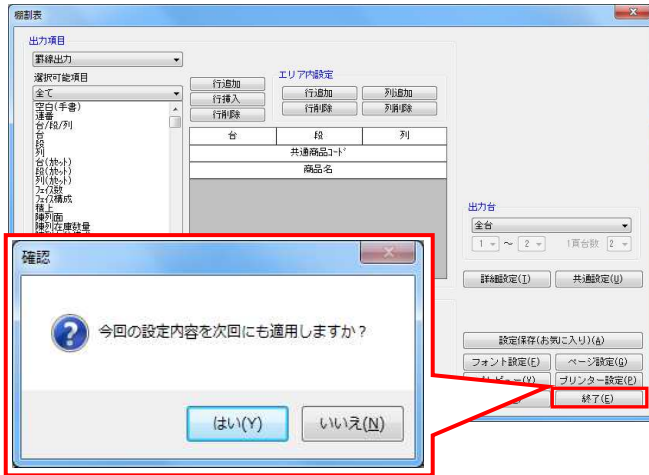 棚割表
出力項目
罫線出力
選択可能項目
全て
空白(手書)
連番
台/段/列
台
段
列
台(カセット)
段(カセット)
列(カセット)
フェイス数
フェイス構成
積上
陳列面
陳列在庫数量
行追加
行挿入
行削除
エリア内設定
行追加
列追加
行削除
列削除
台 段 列
共通商品コード
商品名
出力台
全台
1 ～ 2 1頁台数 2
詳細設定(T) 共通設定(U)
設定保存(お気に入り)(A)
フォント設定(F) ページ設定(G)
プリンター設定(P)
終了(E)
確認
今回の設定内容を次回にも適用しますか？
はい(Y) いいえ(N)